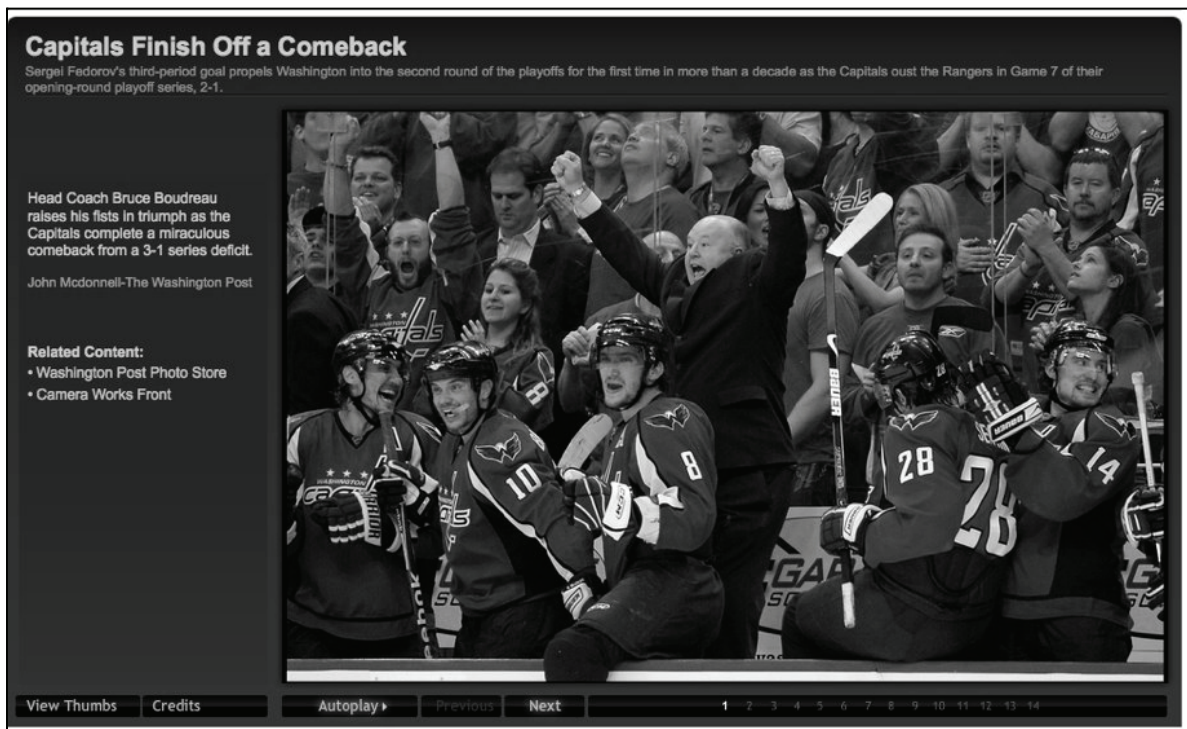 Capitals Finish Off a Comeback
Sergei Fedorov's third-period goal propels Washington into the second round of the playoffs for the first time in more than a decade as the Capitals oust the Rangers in Game 7 of their
opening-round playoff series, 2-1.
Head Coach Bruce Boudreau
raises his fists in triumph as the
Capitals complete a miraculous
comeback from a 3-1 series deficit.
John Mcdonnell-The Washington Post
Related Content:
• Washington Post Photo Store
• Camera Works Front
WASHINGTON
capitals
10
8
BAUER
28
28
14
WASHINGTON
View Thumbs
Credits
Autoplay
Previous
Next
1 2 3 4 5 6 7 8 9 10 11 12 13 14